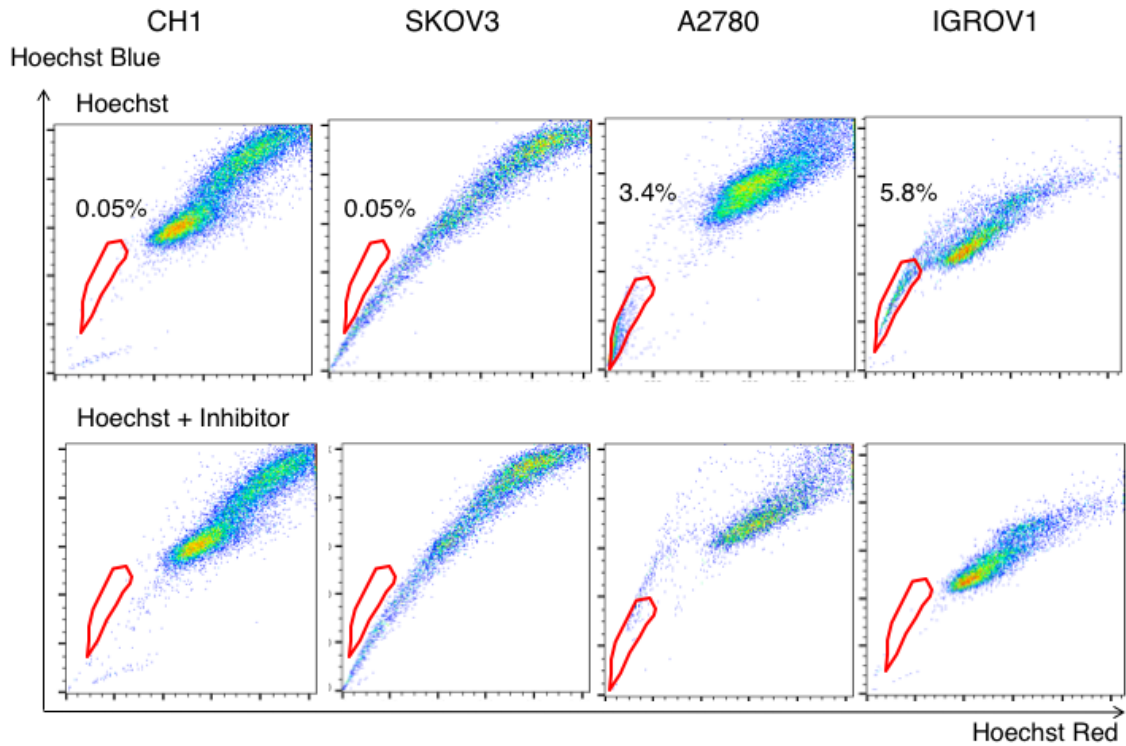 CH1 SKOV3 A2780 IGROV1
Hoechst Blue
Hoechst
0.05% 0.05% 3.4% 5.8%
Hoechst + Inhibitor
Hoechst Red